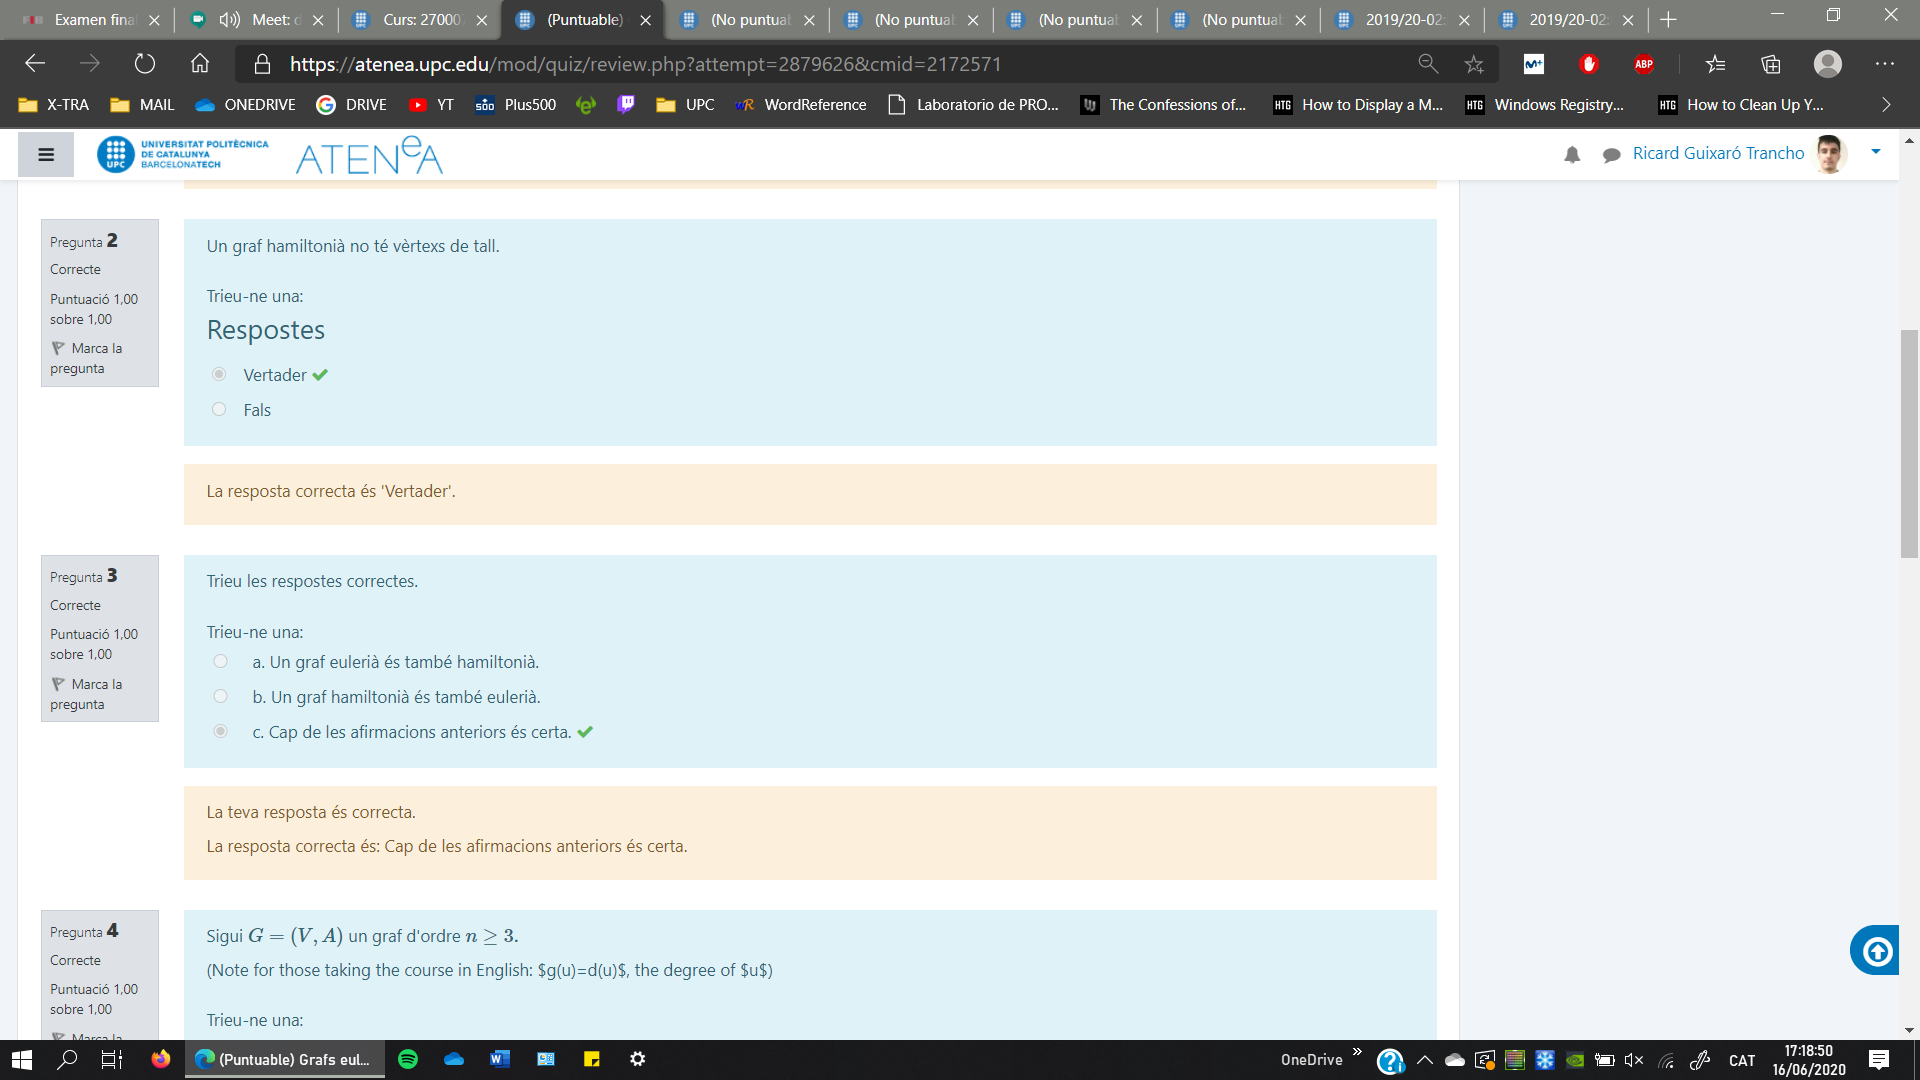 Examen fina
Meet: d
Curs: 27000
(Puntuable)
(No puntual
(No puntual
(No puntual
(No puntual
2019/20-02
2019/20-02
https://atenea.upc.edu/mod/quiz/review.php?attempt=2879626&cmid=2172571
ABP
X-TRA
MAIL
ONEDRIVE
DRIVE
YT
Plus500
UPC
WordReference
Laboratorio de PRO...
The Confessions of...
How to Display a M...
Windows Registry...
How to Clean Up Y...
UNIVERSITAT POLITÈCNICA
DE CATALUNYA
BARCELONATECH
UPC
ATENeA
Ricard Guixaró Trancho
Pregunta 2
Correcte
Puntuació 1,00
sobre 1,00
Marca la
pregunta
Un graf hamiltonià no té vèrtexs de tall.
Trieu-ne una:
Respostes
Vertader
Fals
La resposta correcta és 'Vertader'.
Pregunta 3
Correcte
Puntuació 1,00
sobre 1,00
Marca la
pregunta
Trieu les respostes correctes.
Trieu-ne una:
a. Un graf eulerià és també hamiltonià.
b. Un graf hamiltonià és també eulerià.
c. Cap de les afirmacions anteriors és certa.
La teva resposta és correcta.
La resposta correcta és: Cap de les afirmacions anteriors és certa.
Pregunta 4
Correcte
Puntuació 1,00
sobre 1,00
Marca la
Sigui G = (V, A) un graf d'ordre n ≥ 3.
(Note for those taking the course in English: $g(u)=d(u)$, the degree of $u$)
Trieu-ne una:
(Puntuable) Grafs eul...
OneDrive
CAT
17:18:50
16/06/2020